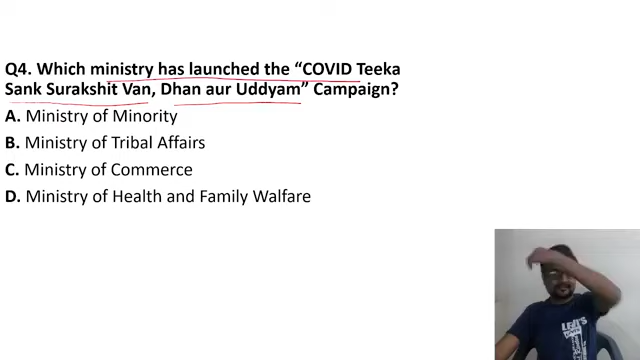 Q4. Which ministry has launched the “COVID Teeka
Sank Surakshit Van, Dhan aur Uddyam” Campaign?
A. Ministry of Minority
B. Ministry of Tribal Affairs
C. Ministry of Commerce
D. Ministry of Health and Family Walfare